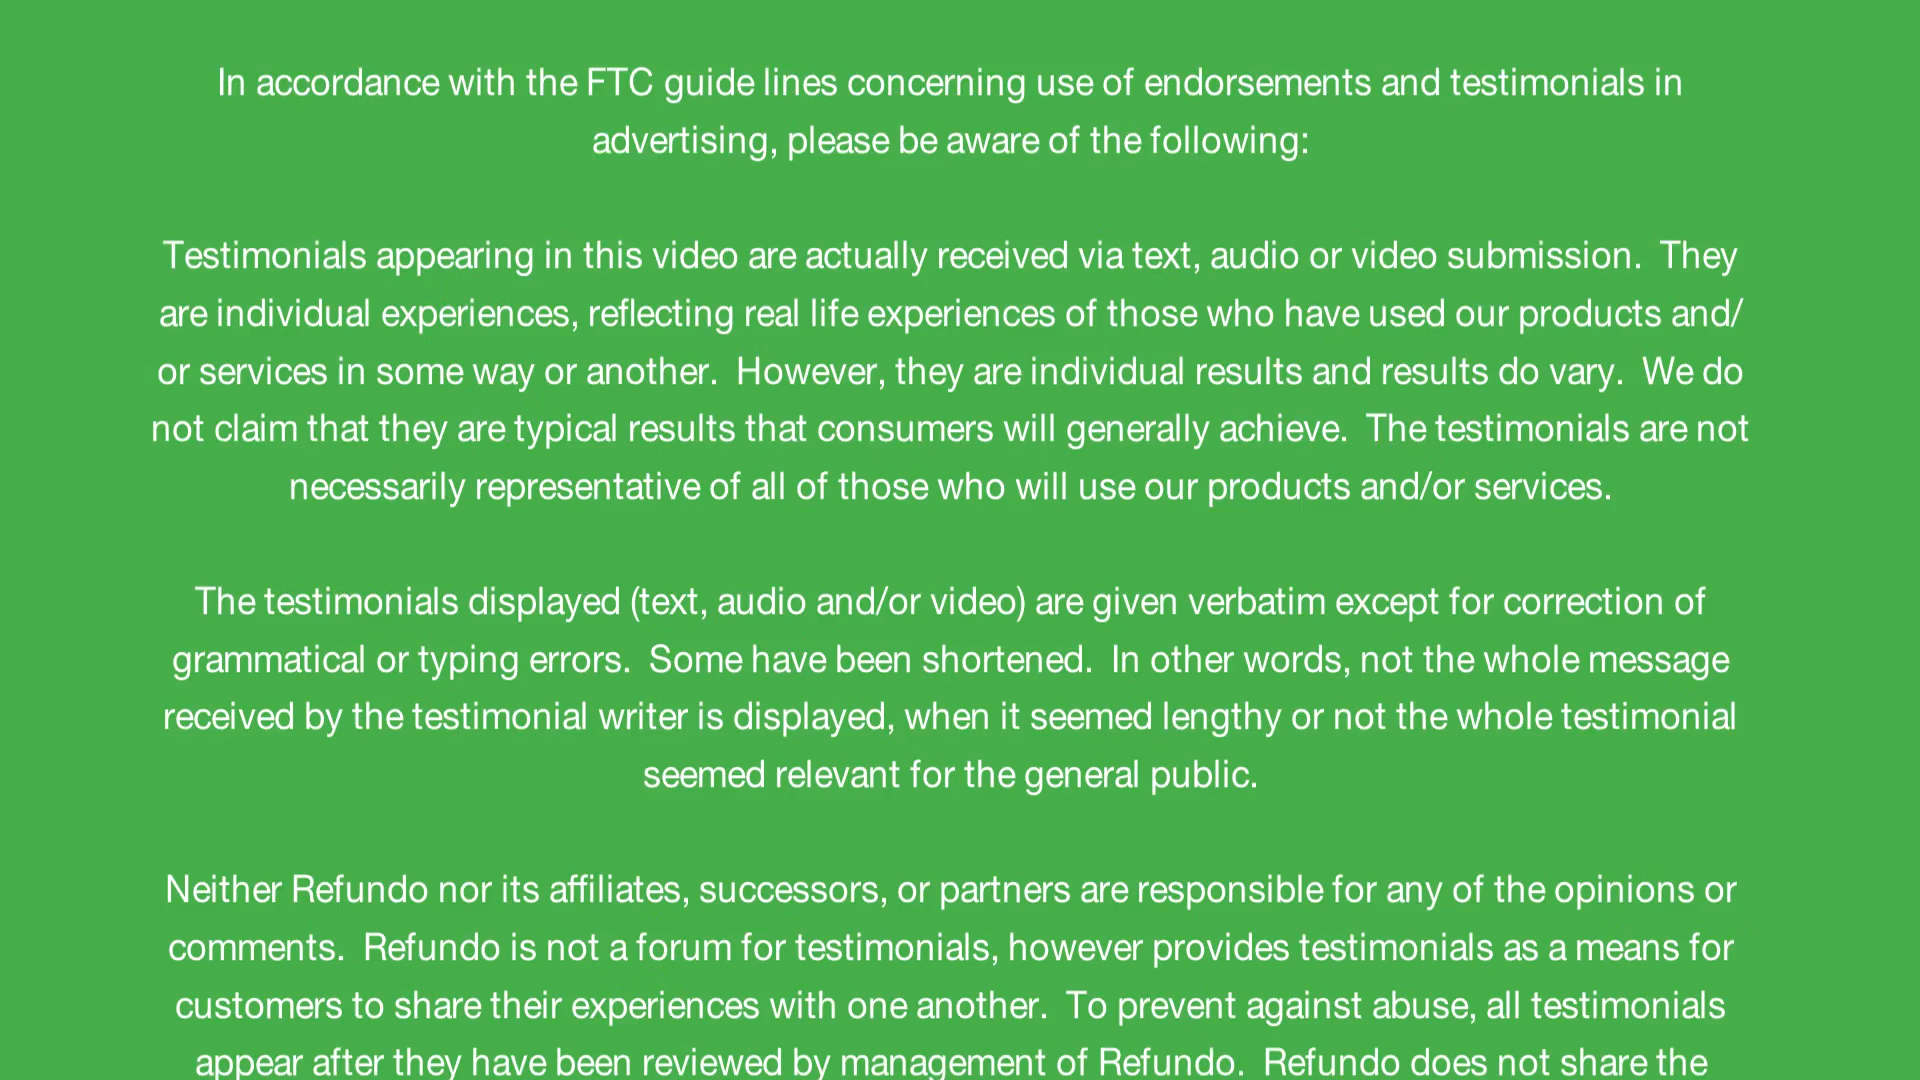 In accordance with the FTC guide lines concerning use of endorsements and testimonials in
advertising, please be aware of the following:
Testimonials appearing in this video are actually received via text, audio or video submission.  They
are individual experiences, reflecting real life experiences of those who have used our products and/
or services in some way or another.  However, they are individual results and results do vary.  We do
not claim that they are typical results that consumers will generally achieve.  The testimonials are not
necessarily representative of all of those who will use our products and/or services.
The testimonials displayed (text, audio and/or video) are given verbatim except for correction of
grammatical or typing errors.  Some have been shortened.  In other words, not the whole message
received by the testimonial writer is displayed, when it seemed lengthy or not the whole testimonial
seemed relevant for the general public.
Neither Refundo nor its affiliates, successors, or partners are responsible for any of the opinions or
comments.  Refundo is not a forum for testimonials, however provides testimonials as a means for
customers to share their experiences with one another.  To prevent against abuse, all testimonials
appear after they have been reviewed by management of Refundo.  Refundo does not share the